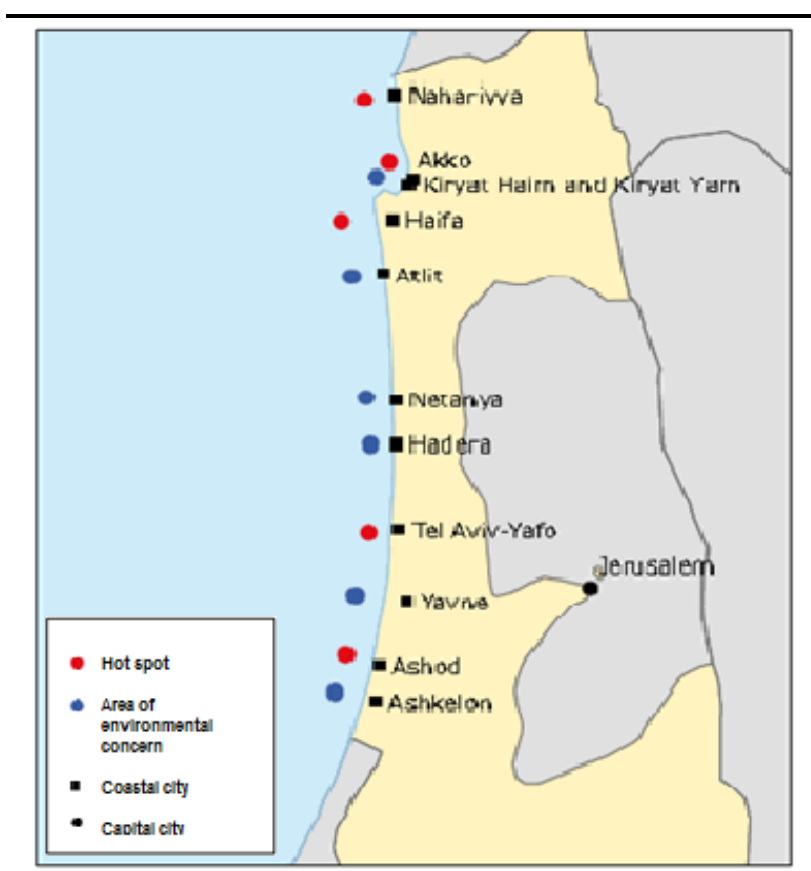 Nahariyya
Akko
Kiryat Haim and Kiryat Yam
Haifa
Atlit
Netanya
Hadera
Tel Aviv-Yafo
Jerusalem
Yavne
Ashod
Ashkelon
Hot spot
Area of
environmental
concern
Coastal city
Capital city